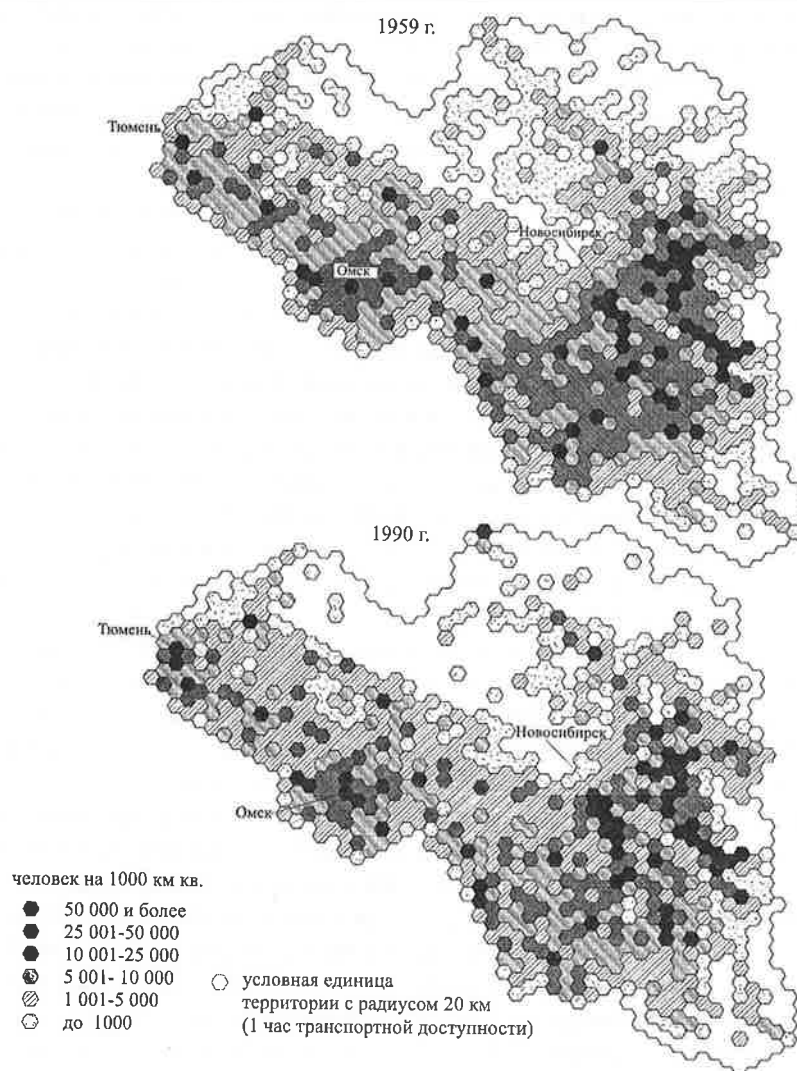 1959 г.
Тюмень
Новосибирск
Омск
1990 г.
Тюмень
Новосибирск
Омск
человек на 1000 км кв.
50 000 и более
25 001-50 000
10 001-25 000
5 001- 10 000
1 001-5 000
до 1000
условная единица
территории с радиусом 20 км
(1 час транспортной доступности)